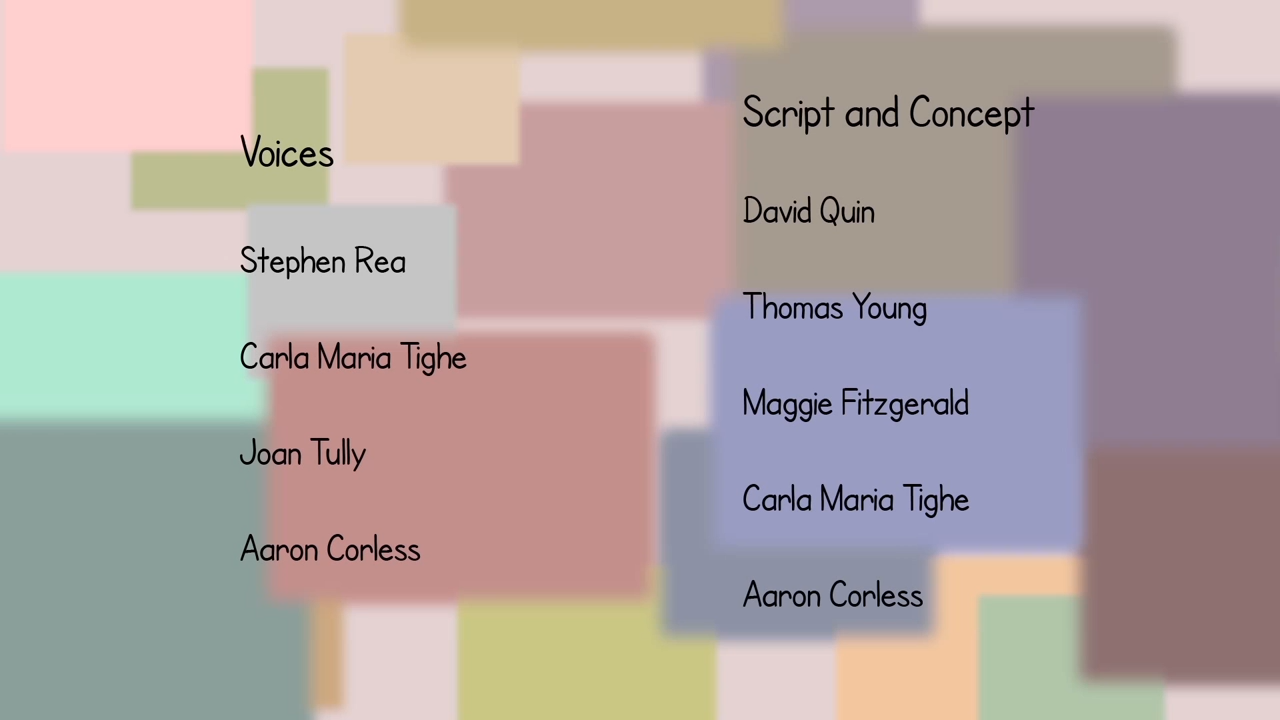 Voices
Stephen Rea
Carla Maria Tighe
Joan Tully
Aaron Corless
Script and Concept
David Quin
Thomas Young
Maggie Fitzgerald
Carla Maria Tighe
Aaron Corless